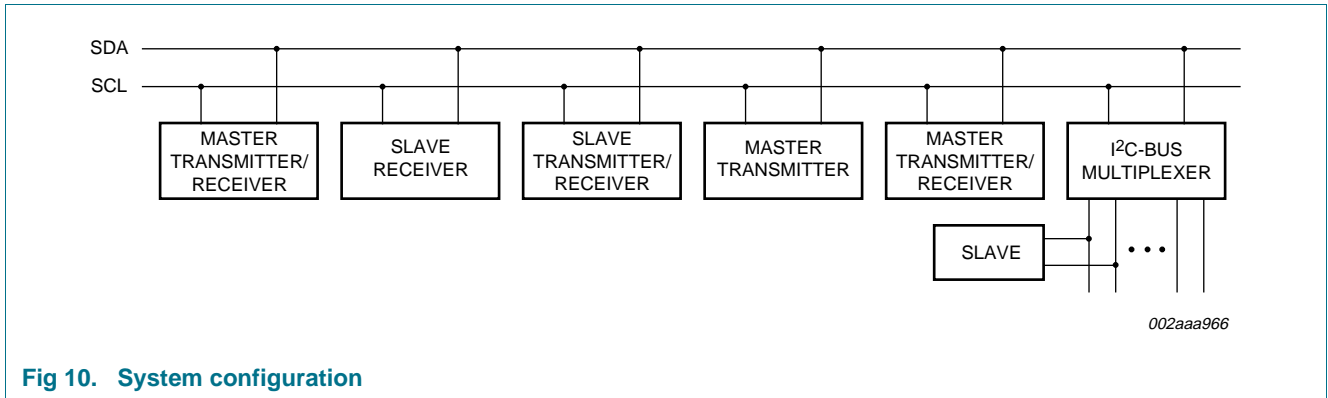 SDA
SCL
MASTER
TRANSMITTER/
RECEIVER
SLAVE
RECEIVER
SLAVE
TRANSMITTER/
RECEIVER
MASTER
TRANSMITTER
MASTER
TRANSMITTER/
RECEIVER
I²C-BUS
MULTIPLEXER
SLAVE
002aaa966
Fig 10. System configuration